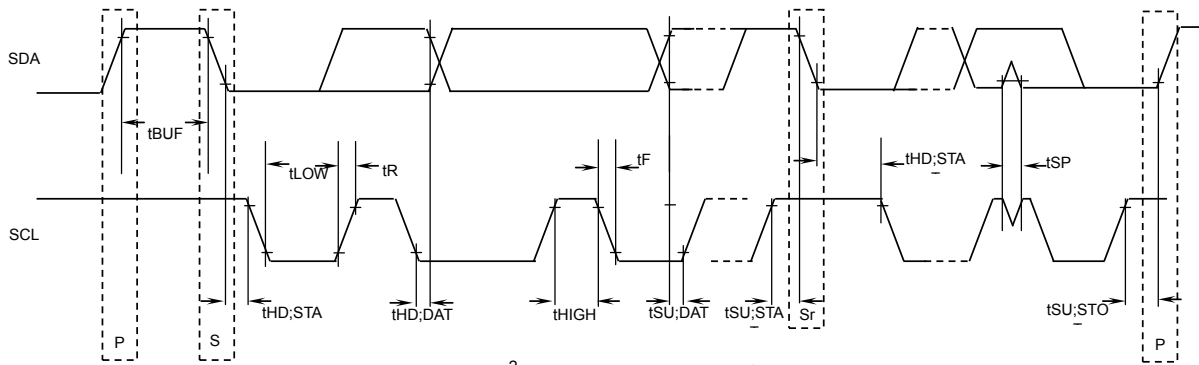 SDA
tBUF
tLOW
tR
tF
tHD;STA
tSP
SCL
tHD;STA
tHD;DAT
tHIGH
tSU;DAT
tSU;STA
Sr
tSU;STO
P
S
P
2